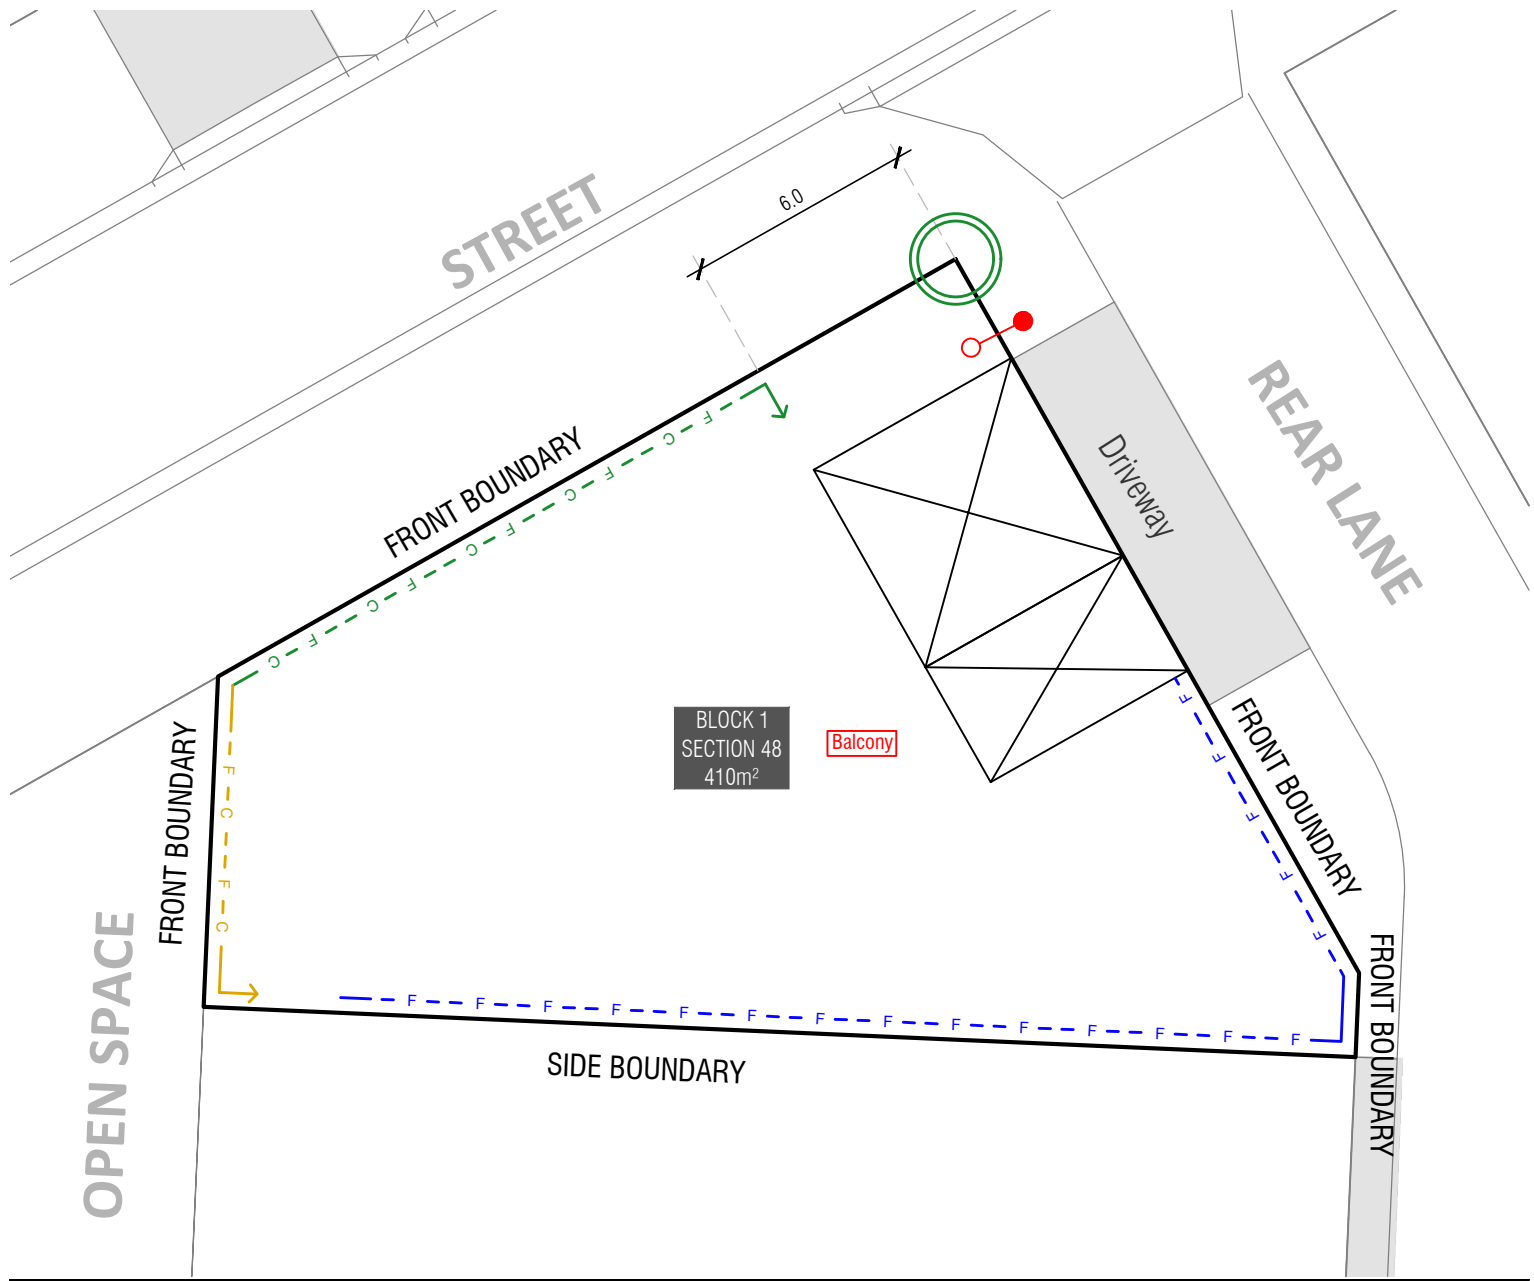 STREET
6.0
REAR LANE
Driveway
FRONT BOUNDARY
F
C
F
C
F
C
F
C
F
C
BLOCK 1
SECTION 48
410m²
Balcony
FRONT BOUNDARY
F
C
F
C
FRONT BOUNDARY
F
F
F
F
F
FRONT BOUNDARY
OPEN SPACE
F F F F F F F F F F F F F F
SIDE BOUNDARY